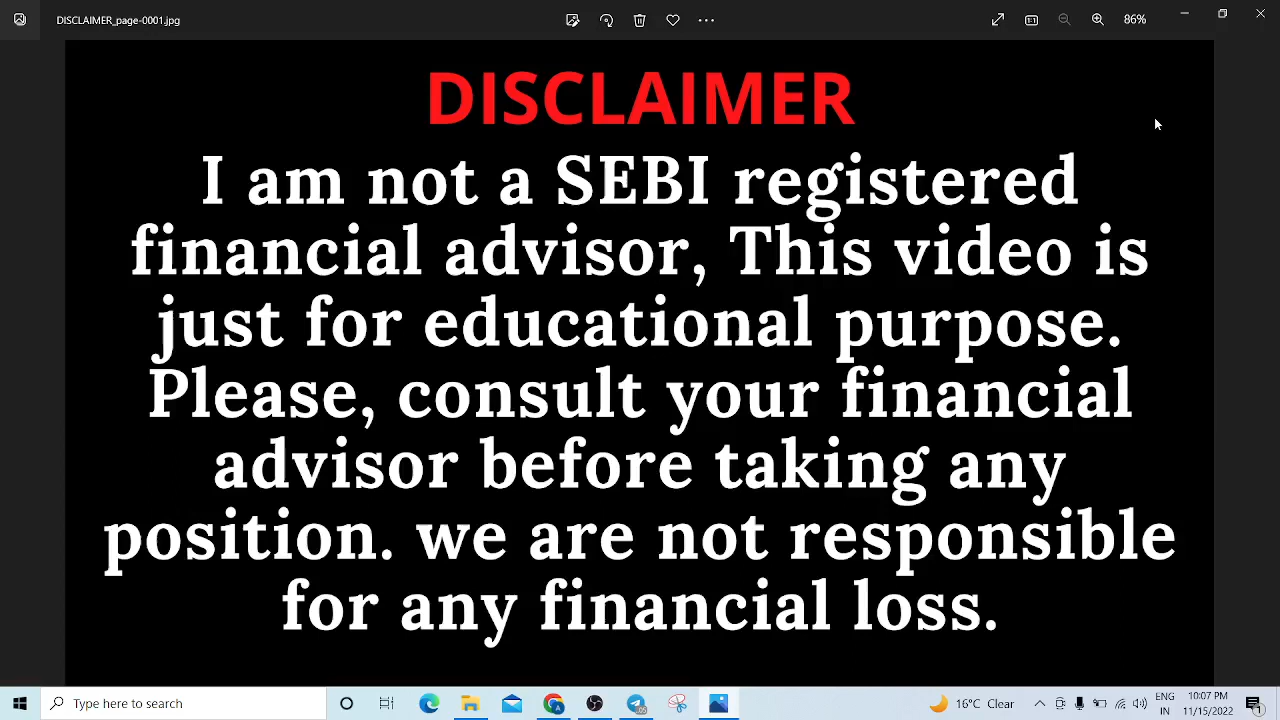 DISCLAIMER_page-0001.jpg
86%
DISCLAIMER
I am not a SEBI registered
financial advisor, This video is
just for educational purpose.
Please, consult your financial
advisor before taking any
position. we are not responsible
for any financial loss.
Type here to search
16°C Clear
ENG
IN
10:07 PM
11/15/2022